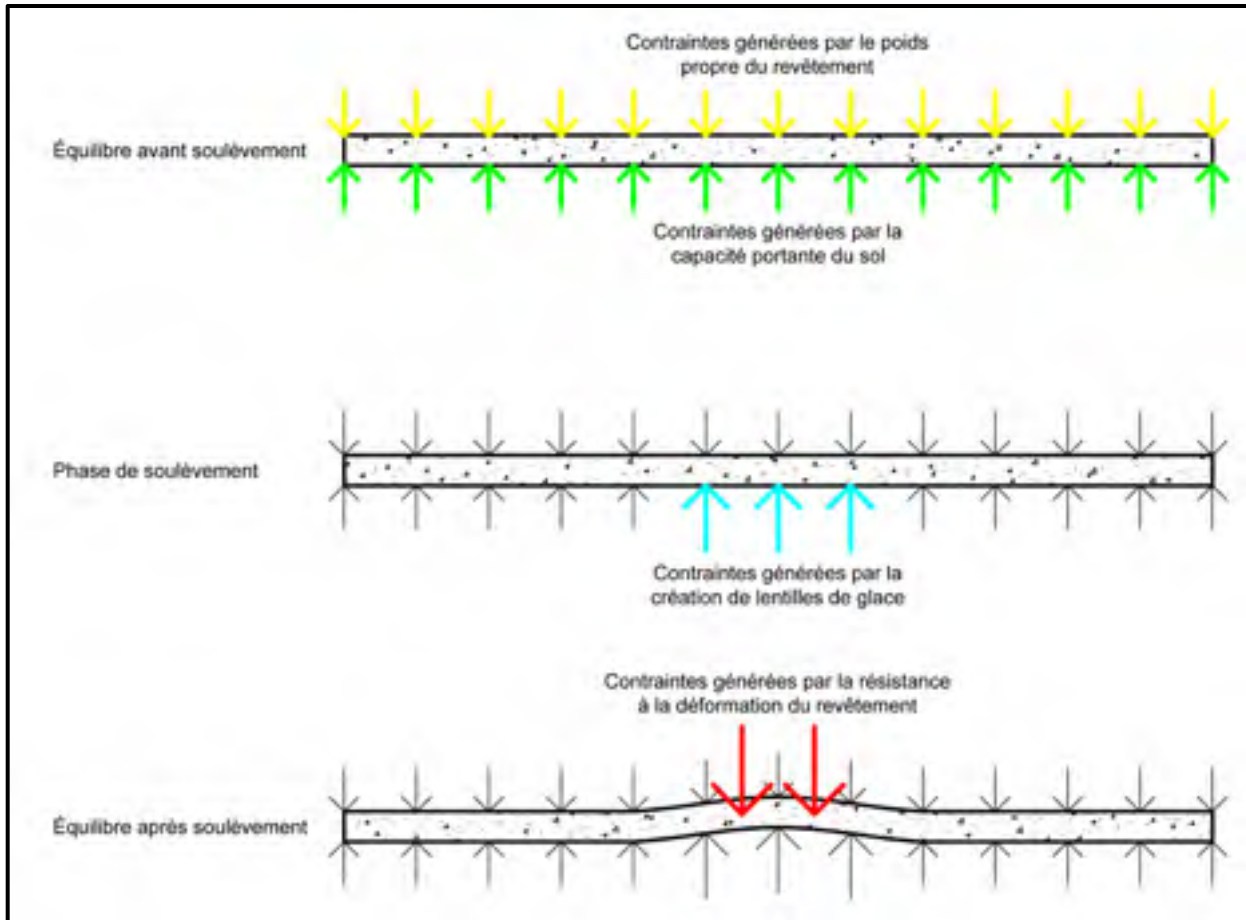 Contraintes générées par le poids
propre du revêtement
Équilibre avant soulèvement
Contraintes générées par la
capacité portante du sol
Phase de soulèvement
Contraintes générées par la
création de lentilles de glace
Contraintes générées par la résistance
à la déformation du revêtement
Équilibre après soulèvement